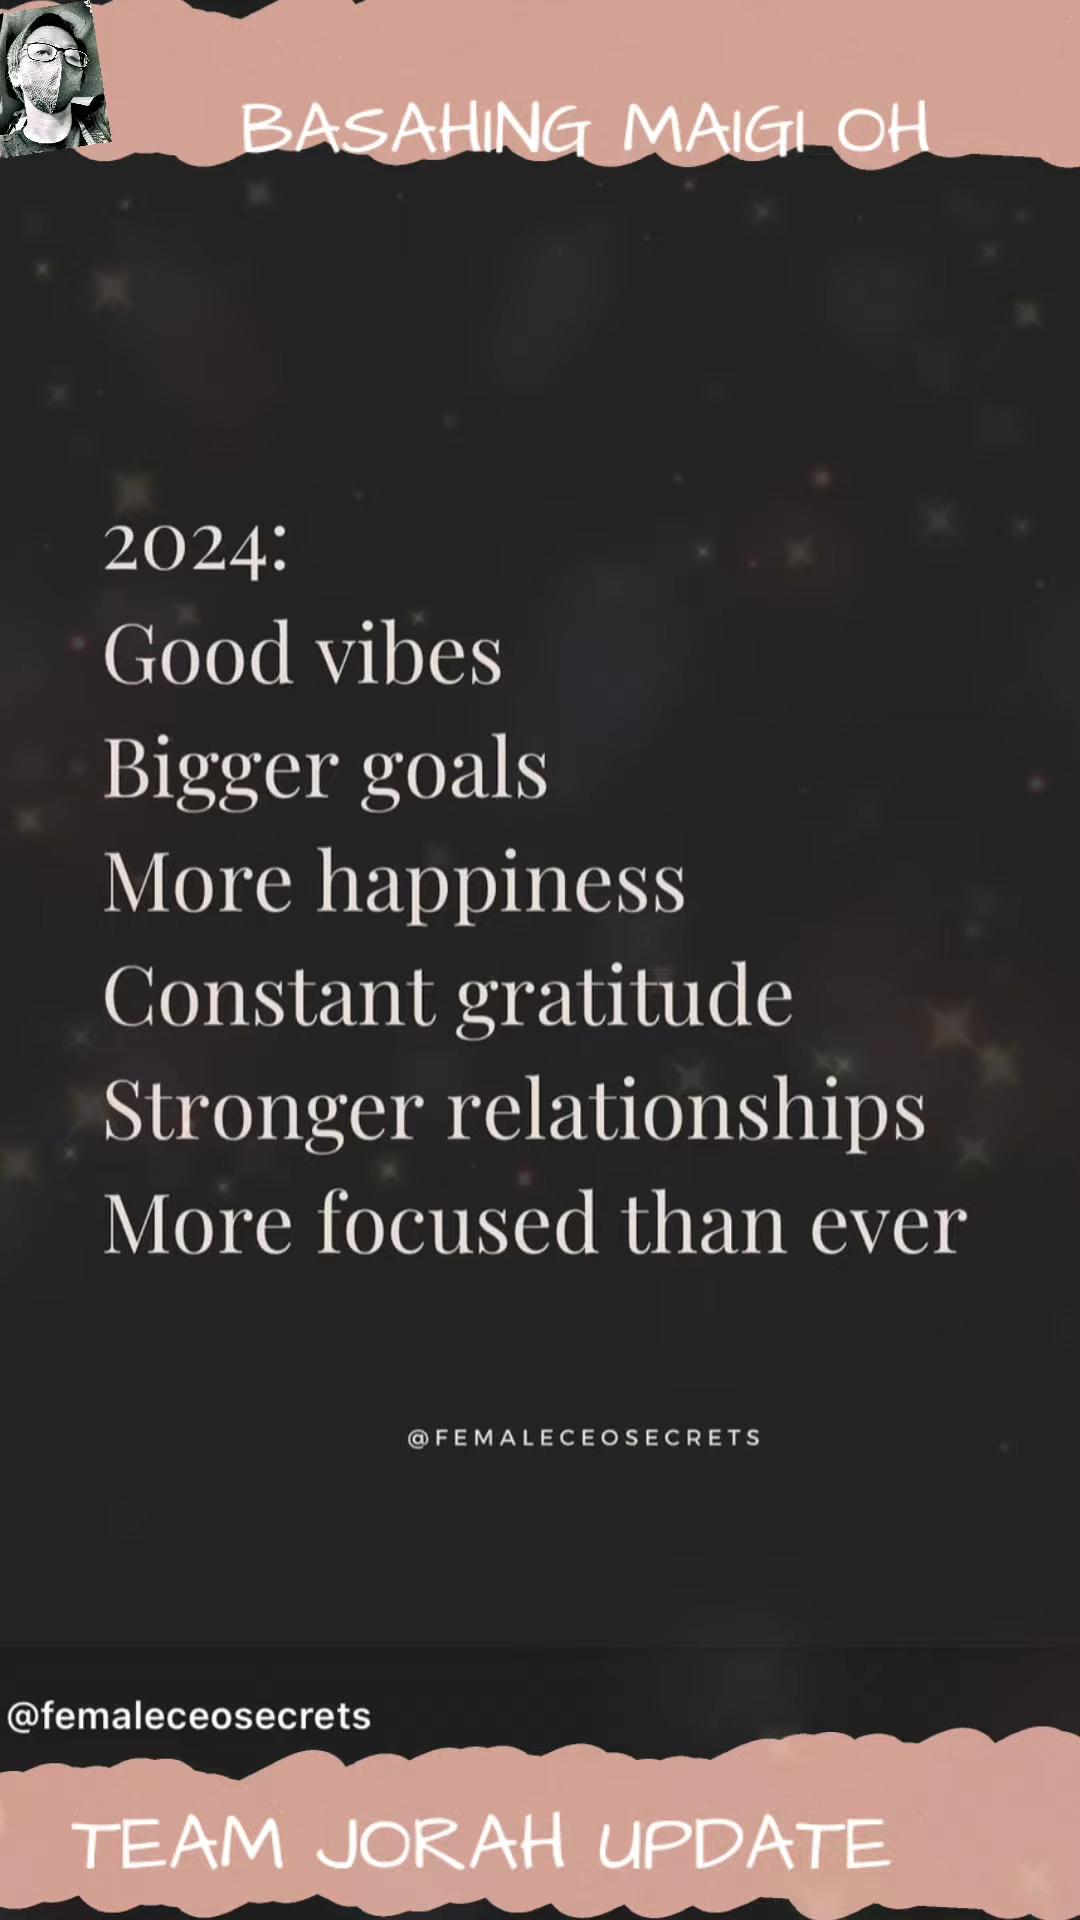 BASAHING MAIGI OH
2024:
Good vibes
Bigger goals
More happiness
Constant gratitude
Stronger relationships
More focused than ever
@FEMALECEOSECRETS
@femaleceosecrets
TEAM JORAH UPDATE